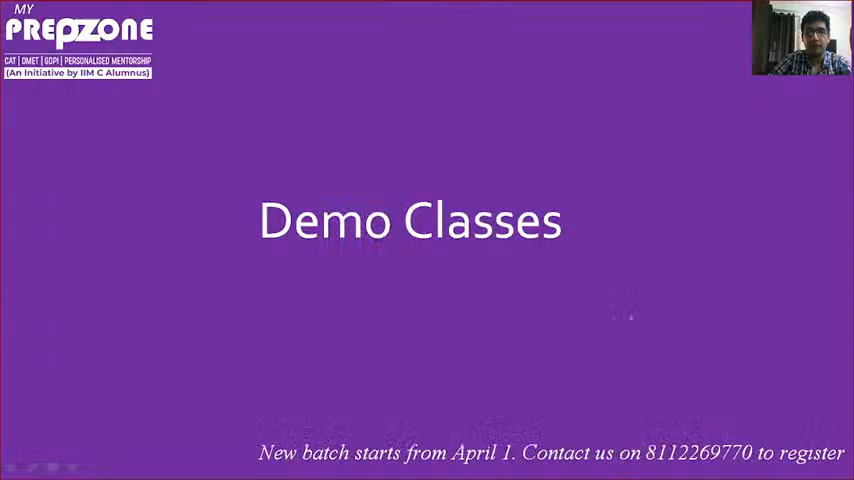 MY
PREPZONE
CAT | OMET | GDPI | PERSONALISED MENTORSHIP
(An Initiative by IIM C Alumnus)
Demo Classes
New batch starts from April 1. Contact us on 8112269770 to register